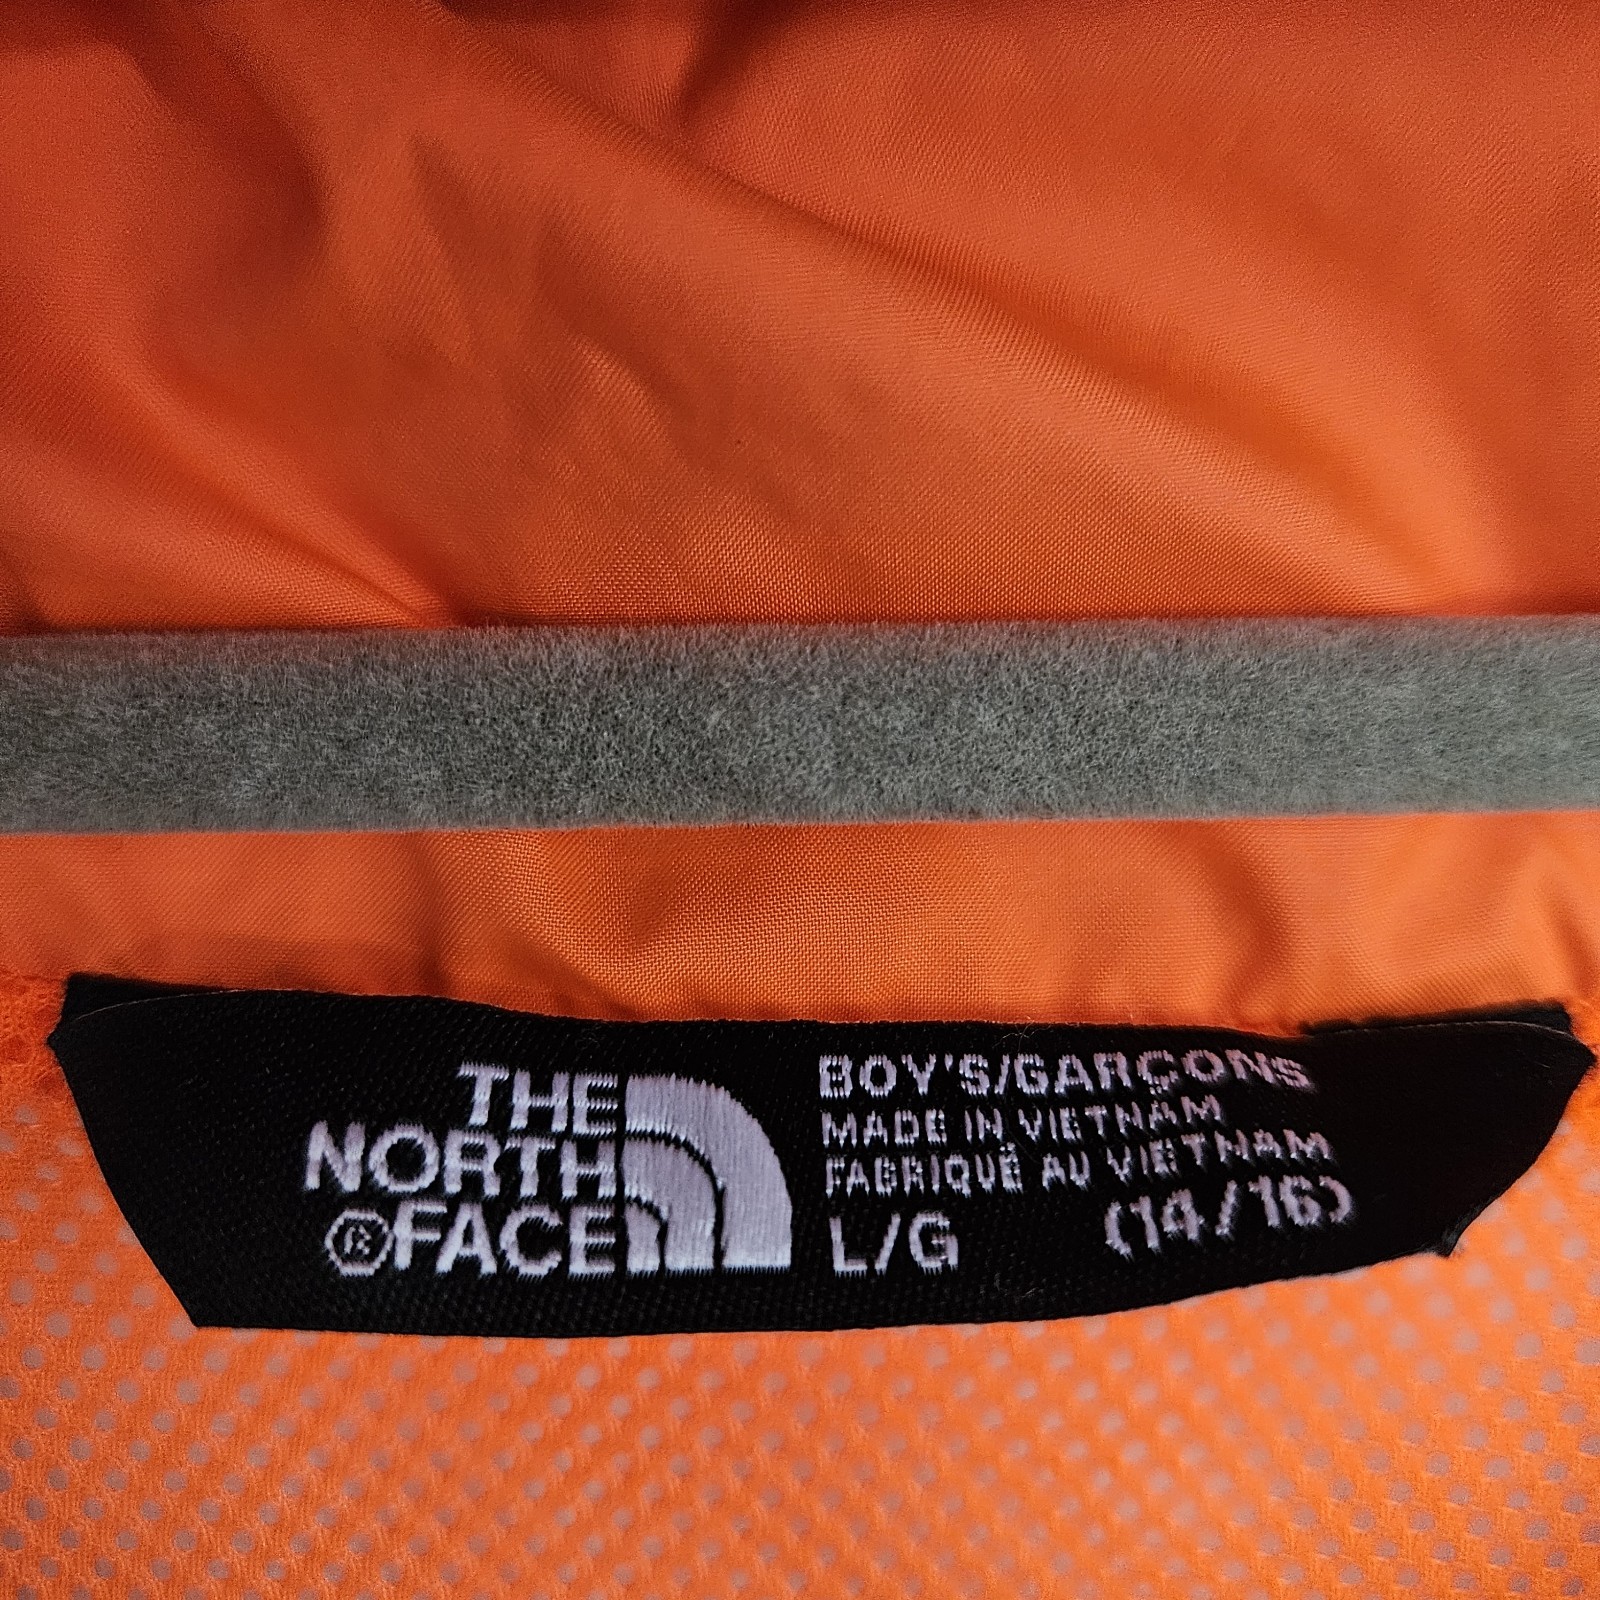 THE
NORTH
®FACE
BOY'S/GARÇONS
MADE IN VIETNAM
FABRIQUÉ AU VIETNAM
L/G (14/16)